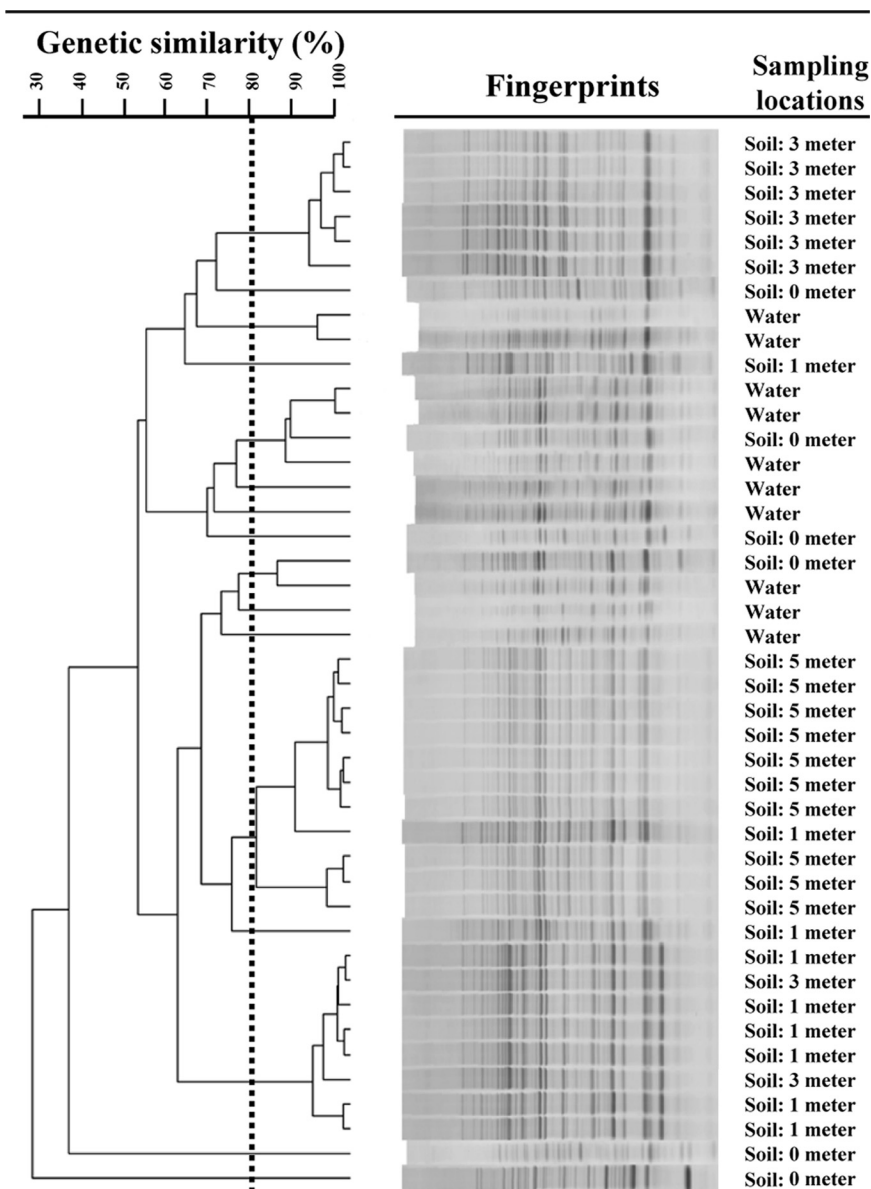 Genetic similarity (%)
30 40 50 60 70 80 90 100
Fingerprints
Sampling
locations
Soil: 3 meter
Soil: 3 meter
Soil: 3 meter
Soil: 3 meter
Soil: 3 meter
Soil: 3 meter
Soil: 0 meter
Water
Water
Soil: 1 meter
Water
Water
Soil: 0 meter
Water
Water
Water
Soil: 0 meter
Soil: 0 meter
Water
Water
Water
Soil: 5 meter
Soil: 5 meter
Soil: 5 meter
Soil: 5 meter
Soil: 5 meter
Soil: 5 meter
Soil: 5 meter
Soil: 1 meter
Soil: 5 meter
Soil: 5 meter
Soil: 5 meter
Soil: 1 meter
Soil: 1 meter
Soil: 3 meter
Soil: 1 meter
Soil: 1 meter
Soil: 1 meter
Soil: 3 meter
Soil: 1 meter
Soil: 1 meter
Soil: 0 meter
Soil: 0 meter